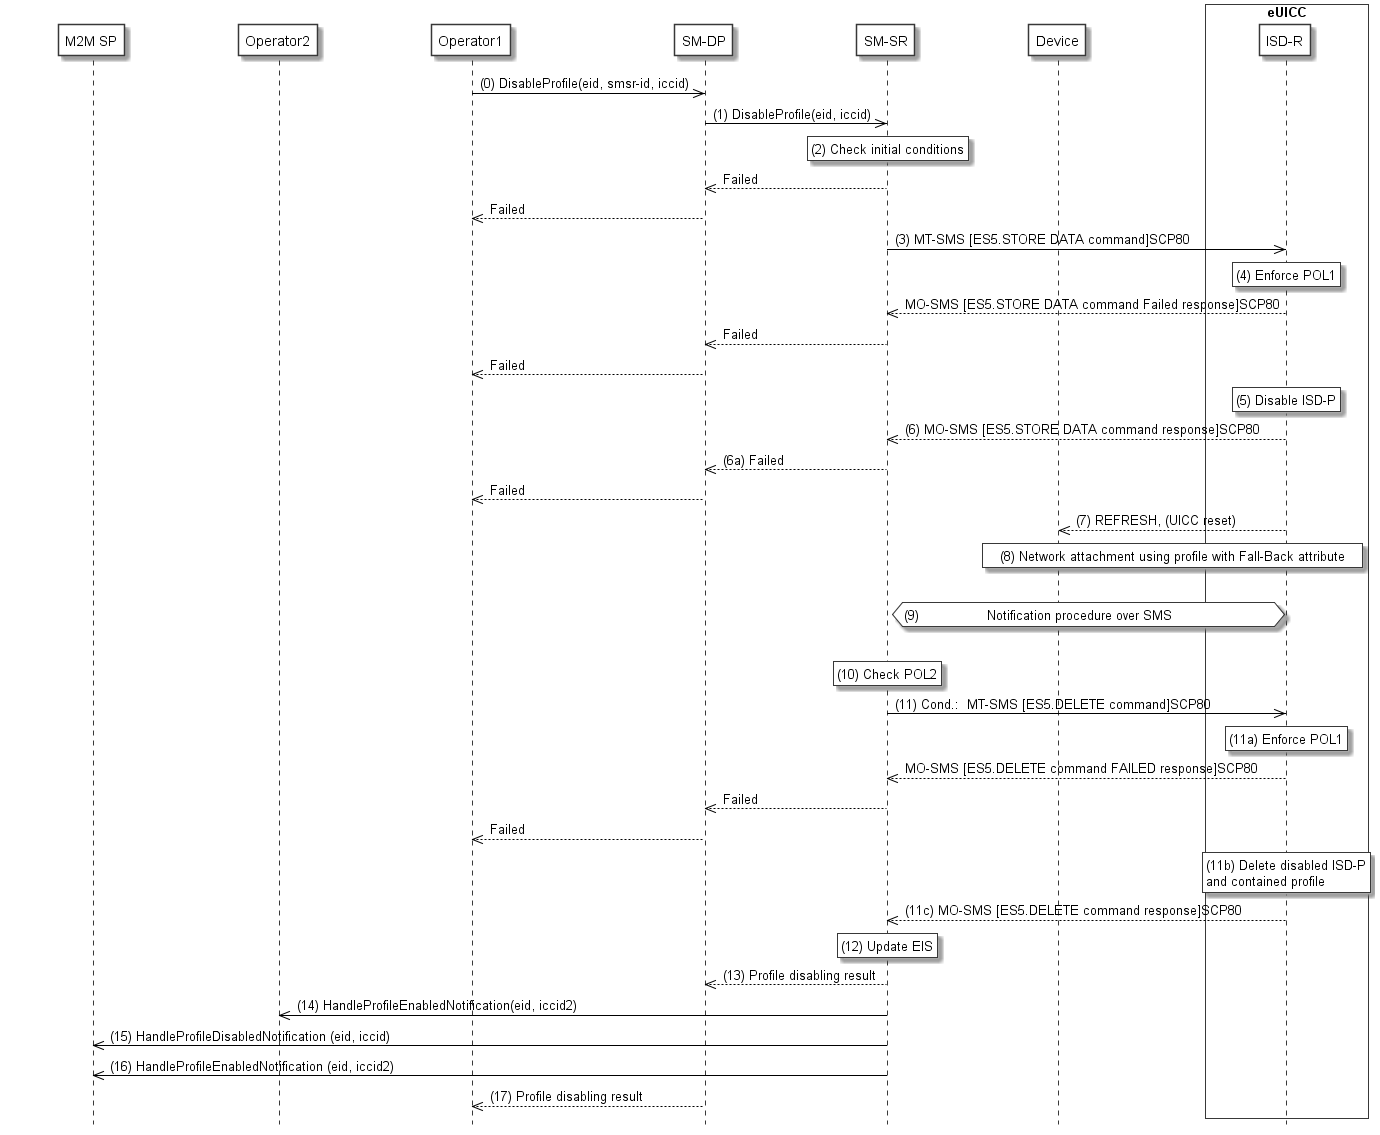 eUICC
M2M SP
Operator2
Operator1
SM-DP
SM-SR
Device
ISD-R
(0) DisableProfile(eid, smsr-id, iccid)
(1) DisableProfile(eid, iccid)
(2) Check initial conditions
Failed
Failed
(3) MT-SMS [ES5.STORE DATA command]SCP80
(4) Enforce POL1
MO-SMS [ES5.STORE DATA command Failed response]SCP80
Failed
Failed
(5) Disable ISD-P
(6) MO-SMS [ES5.STORE DATA command response]SCP80
(6a) Failed
Failed
(7) REFRESH, (UICC reset)
(8) Network attachment using profile with Fall-Back attribute
(9) Notification procedure over SMS
(10) Check POL2
(11) Cond.: MT-SMS [ES5.DELETE command]SCP80
(11a) Enforce POL1
MO-SMS [ES5.DELETE command FAILED response]SCP80
Failed
Failed
(11b) Delete disabled ISD-P
and contained profile
(11c) MO-SMS [ES5.DELETE command response]SCP80
(12) Update EIS
(13) Profile disabling result
(14) HandleProfileEnabledNotification(eid, iccid2)
(15) HandleProfileDisabledNotification (eid, iccid)
(16) HandleProfileEnabledNotification (eid, iccid2)
(17) Profile disabling result